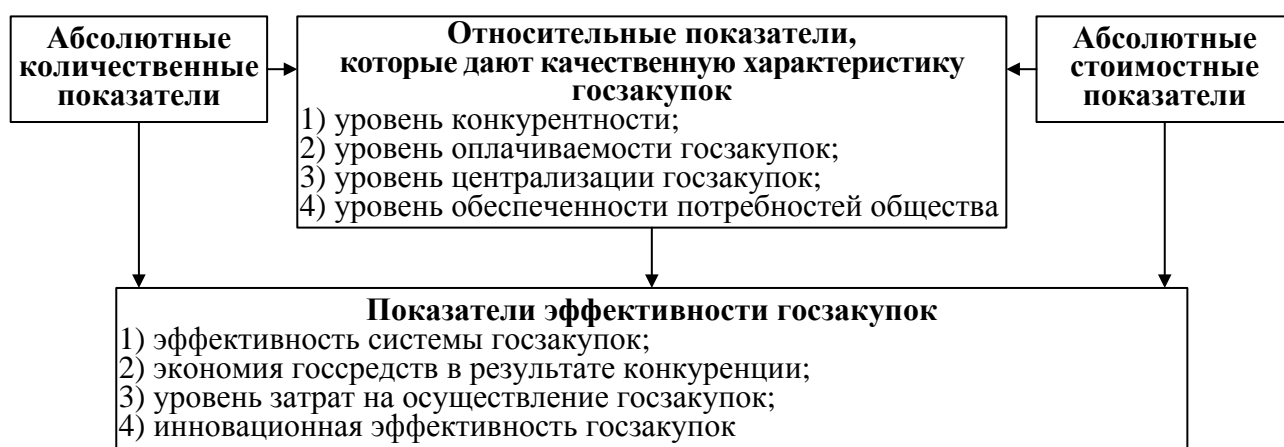 Абсолютные
количественные
показатели
Относительные показатели,
которые дают качественную характеристику
госзакупок
1) уровень конкурентности;
2) уровень оплачиваемости госзакупок;
3) уровень централизации госзакупок;
4) уровень обеспеченности потребностей общества
Абсолютные
стоимостные
показатели
Показатели эффективности госзакупок
1) эффективность системы госзакупок;
2) экономия госсредств в результате конкуренции;
3) уровень затрат на осуществление госзакупок;
4) инновационная эффективность госзакупок